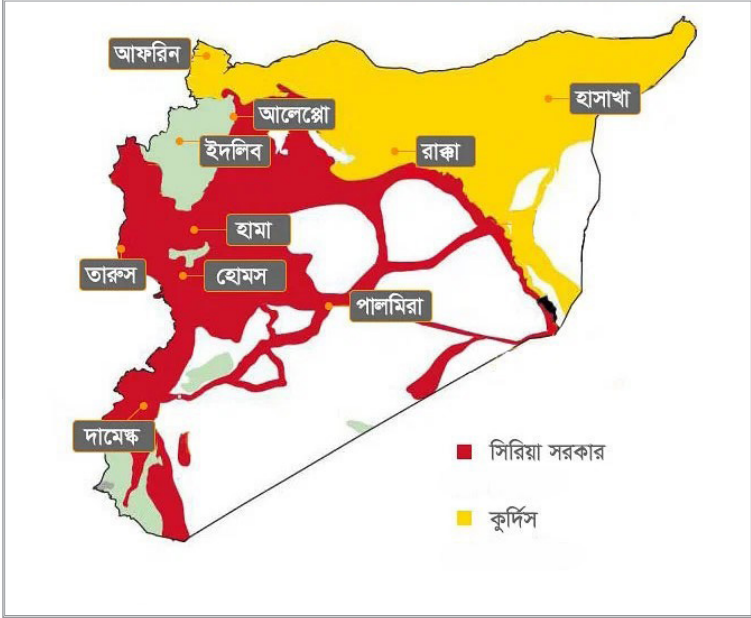 আফরিন
হাসাখা
আলেপ্পো
ইদলিব
রাক্কা
হামা
তারুস
হোমস
পালমিরা
দামেস্ক
সিরিয়া সরকার
কুর্দিস